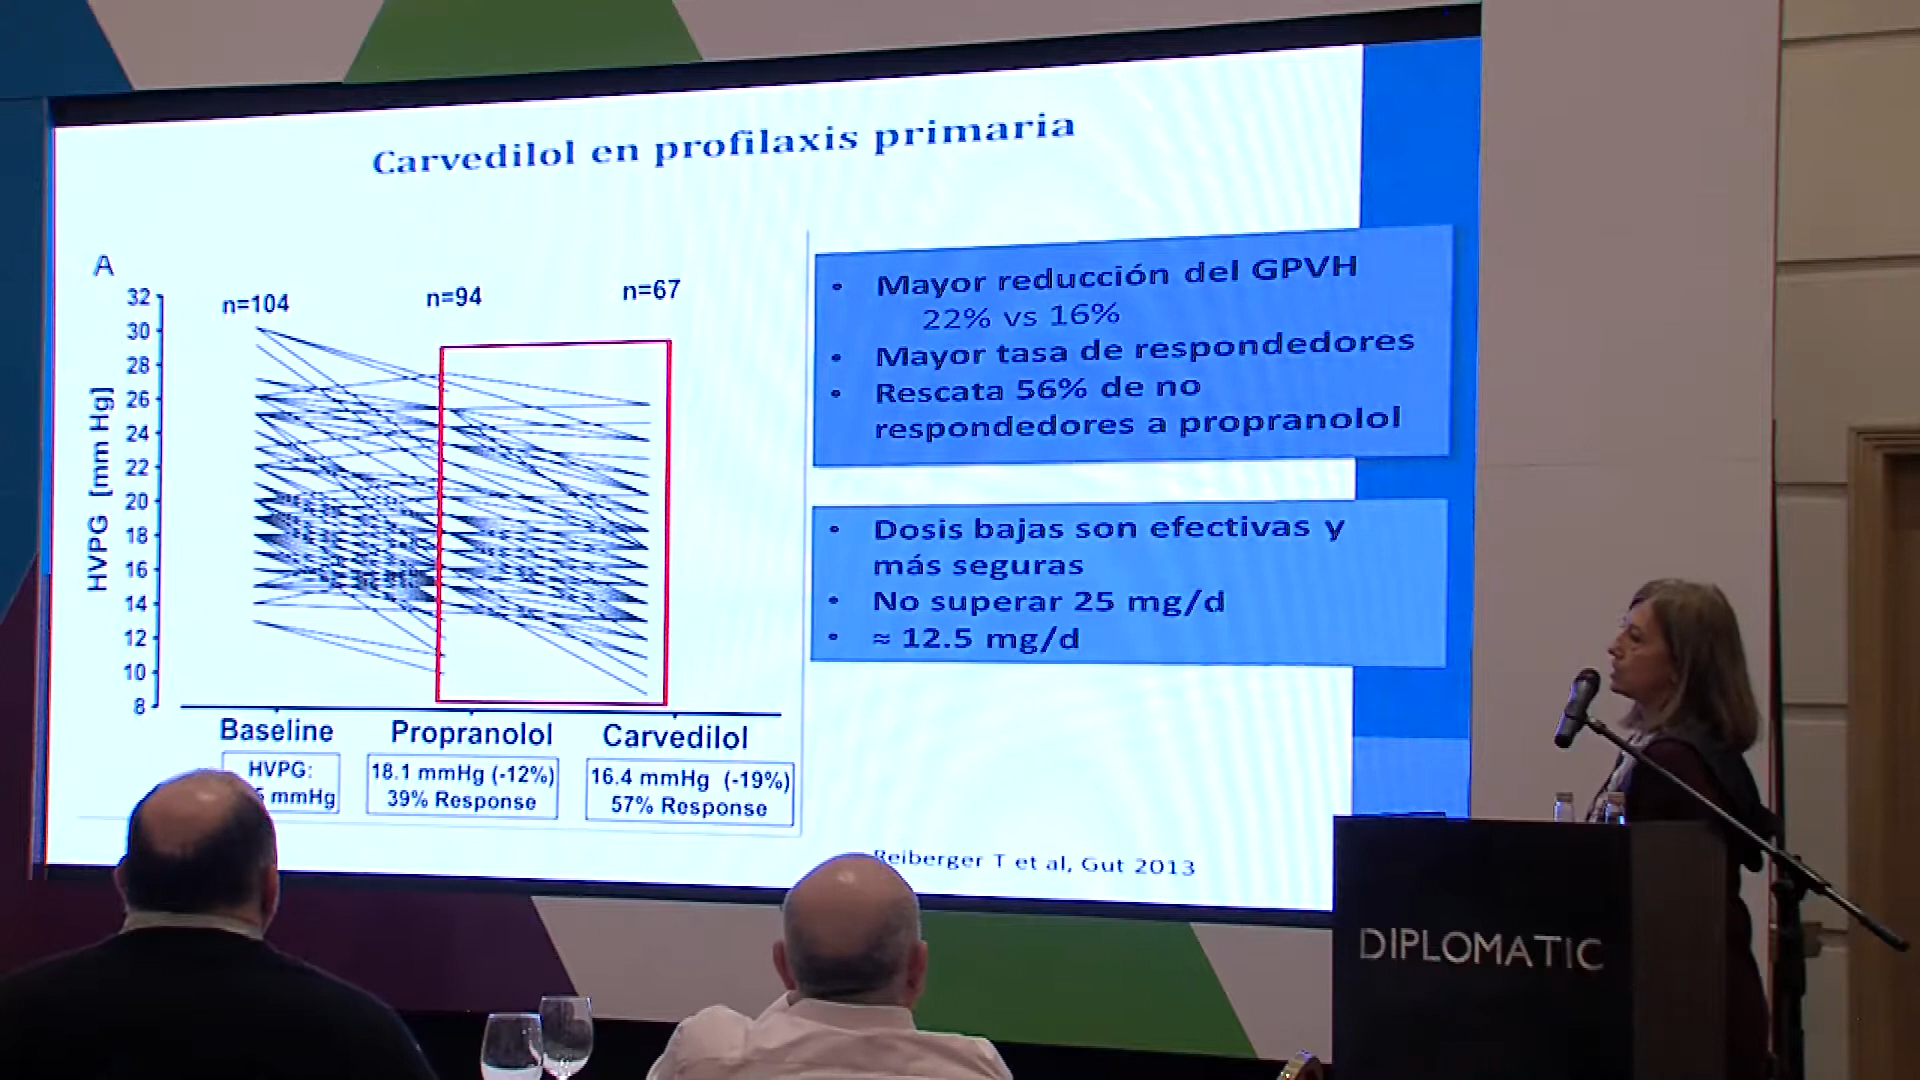 Carvedilol en profilaxis primaria
A
n=104
n=94
n=67
32
30
28
26
24
22
20
18
16
14
12
10
8
HVPG [mm Hg]
Baseline
Propranolol
Carvedilol
HVPG:
mmHg
18.1 mmHg (-12%)
39% Response
16.4 mmHg (-19%)
57% Response
• Mayor reducción del GPVH
22% vs 16%
• Mayor tasa de respondedores
• Rescata 56% de no
respondedores a propranolol
• Dosis bajas son efectivas y
más seguras
• No superar 25 mg/d
• ≈ 12.5 mg/d
Reiberger T et al, Gut 2013
DIPLOMATIC